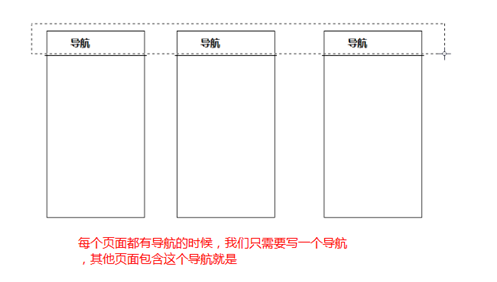 导航 导航 导航
每个页面都有导航的时候，我们只需要写一个导航
，其他页面包含这个导航就是